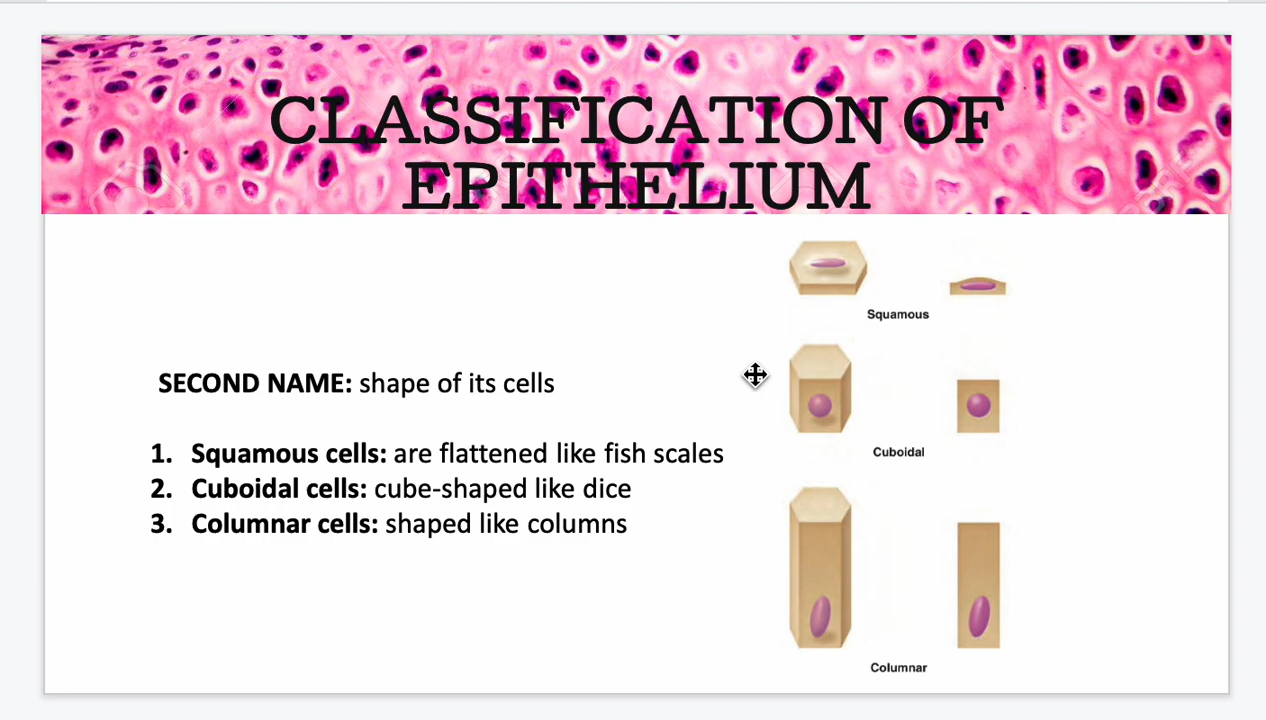 CLASSIFICATION OF
EPITHELIUM
SECOND NAME: shape of its cells
1. Squamous cells: are flattened like fish scales
2. Cuboidal cells: cube-shaped like dice
3. Columnar cells: shaped like columns
Squamous
Cuboidal
Columnar